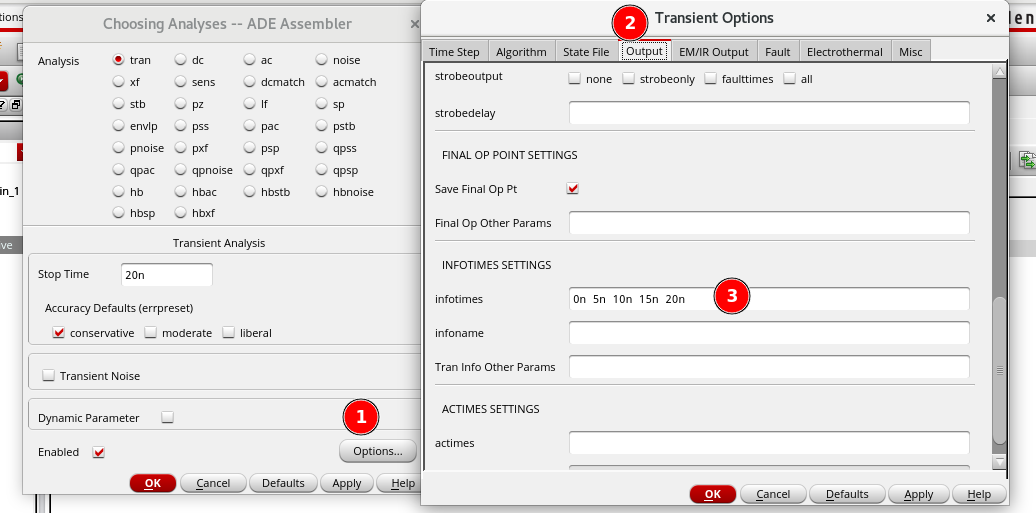 tions
Choosing Analyses -- ADE Assembler
Analysis
tran dc ac noise
xf sens dcmatch acmatch
stb pz lf sp
envlp pss pac pstb
pnoise pxf psp qpss
qpac qpnoise qpxf qpsp
hb hbac hbstb hbnoise
hbsp hbxf
in_1
ve
Transient Analysis
Stop Time 20n
Accuracy Defaults (errpreset)
conservative moderate liberal
Transient Noise
Dynamic Parameter
1
Enabled
Options...
OK Cancel Defaults Apply Help
2
Transient Options
Time Step Algorithm State File Output EM/IR Output Fault Electrothermal Misc
strobeoutput none strobeonly faulttimes all
strobedelay
FINAL OP POINT SETTINGS
Save Final Op Pt
Final Op Other Params
INFOTIMES SETTINGS
infotimes 0n 5n 10n 15n 20n
3
infoname
Tran Info Other Params
ACTIMES SETTINGS
actimes
OK Cancel Defaults Apply Help